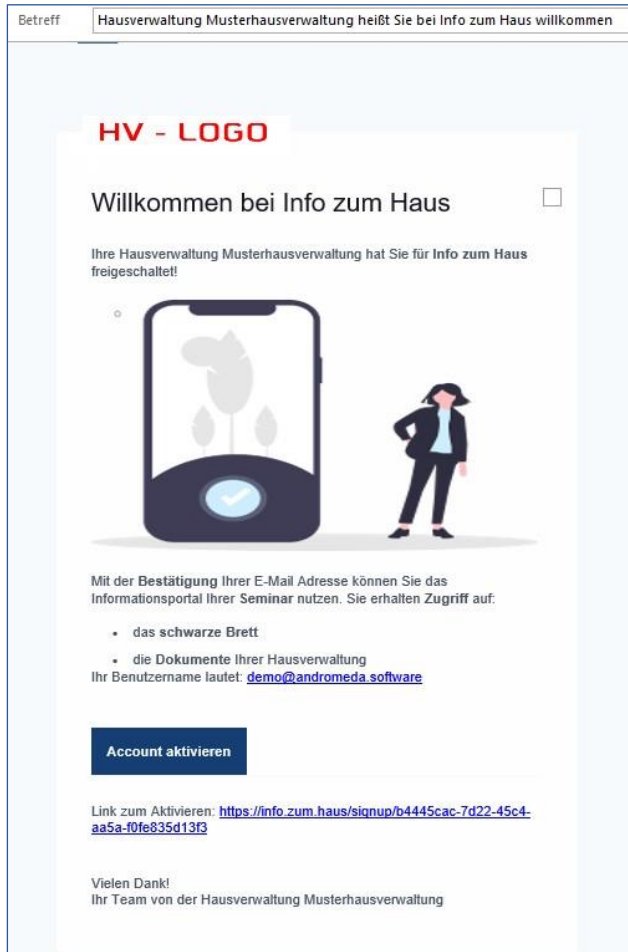 Betreff
Hausverwaltung Musterhausverwaltung heißt Sie bei Info zum Haus willkommen
HV - LOGO
Willkommen bei Info zum Haus
Ihre Hausverwaltung Musterhausverwaltung hat Sie für Info zum Haus
freigeschaltet!
Mit der Bestätigung Ihrer E-Mail Adresse können Sie das
Informationsportal Ihrer Seminar nutzen. Sie erhalten Zugriff auf:
• das schwarze Brett
• die Dokumente Ihrer Hausverwaltung
Ihr Benutzername lautet: demo@andromeda.software
Account aktivieren
Link zum Aktivieren: https://info.zum.haus/signup/b4445cac-7d22-45c4-
aa5a-f0fe835d13f3
Vielen Dank!
Ihr Team von der Hausverwaltung Musterhausverwaltung